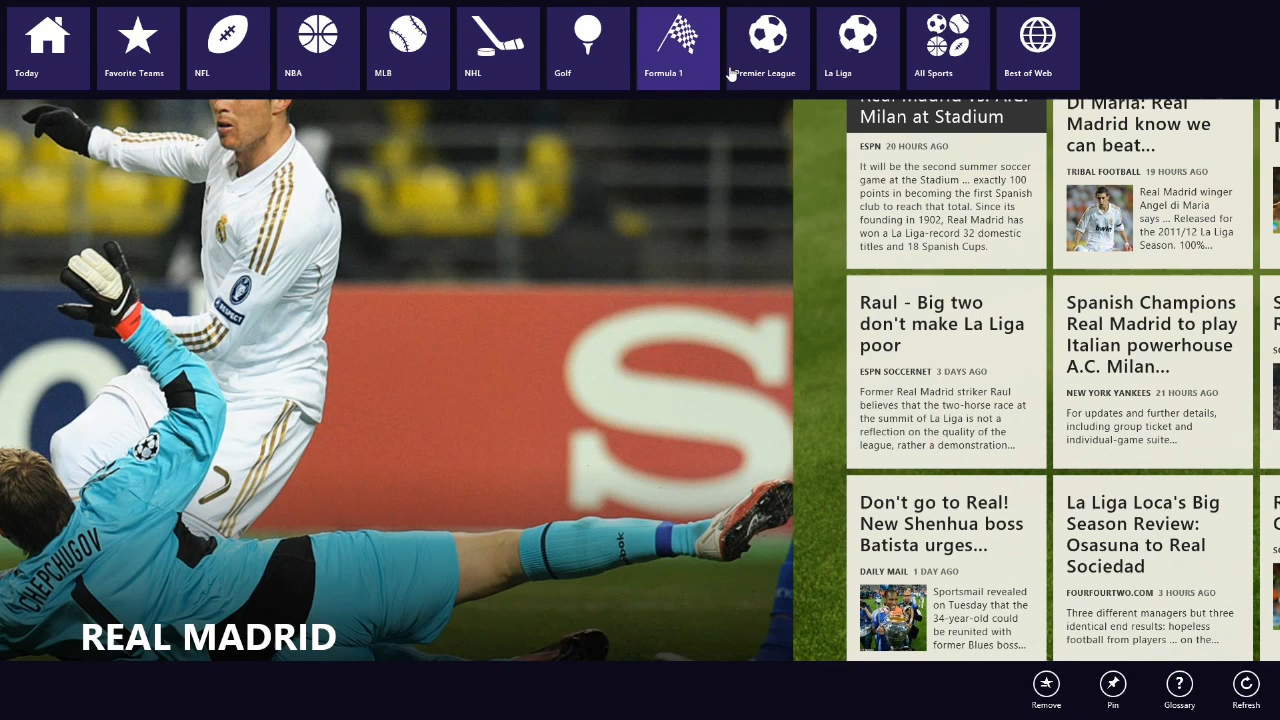 Today
Favorite Teams
NFL
NBA
MLB
NHL
Golf
Formula 1
Premier League
La Liga
All Sports
Best of Web
RESPECT
CHEPCHUGOV
Reebok
S
REAL MADRID
Real Madrid vs. A.C.
Milan at Stadium
ESPN 20 HOURS AGO
It will be the second summer soccer
game at the Stadium ... exactly 100
points in becoming the first Spanish
club to reach that total. Since its
founding in 1902, Real Madrid has
won a La Liga-record 32 domestic
titles and 18 Spanish Cups.
Raul - Big two
don't make La Liga
poor
ESPN SOCCERNET 3 DAYS AGO
Former Real Madrid striker Raul
believes that the two-horse race at
the summit of La Liga is not a
reflection on the quality of the
league, rather a demonstration...
Don't go to Real!
New Shenhua boss
Batista urges...
DAILY MAIL 1 DAY AGO
Sportsmail revealed
on Tuesday that the
34-year-old could
be reunited with
former Blues boss...
Di Maria: Real
Madrid know we
can beat...
TRIBAL FOOTBALL 19 HOURS AGO
bwin
Real Madrid winger
Angel di Maria
says ... Released for
the 2011/12 La Liga
Season. 100%...
Spanish Champions
Real Madrid to play
Italian powerhouse
A.C. Milan...
NEW YORK YANKEES 21 HOURS AGO
For updates and further details,
including group ticket and
individual-game suite...
La Liga Loca's Big
Season Review:
Osasuna to Real
Sociedad
FOURFOURTWO.COM 3 HOURS AGO
Three different managers but three
identical end results: hopeless
football from players ... on the...
Remove
Pin
Glossary
Refresh